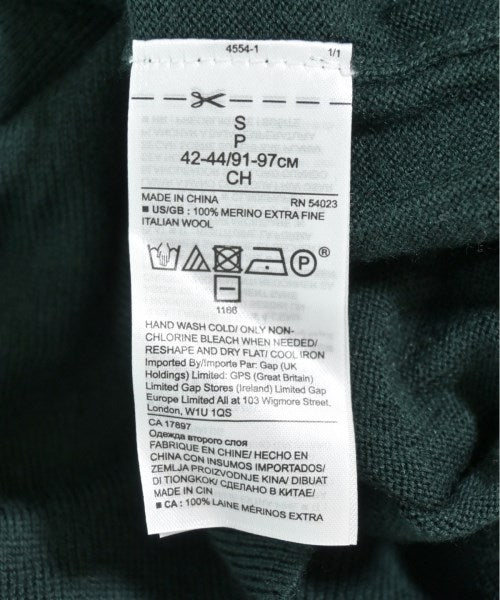 4554-1 1/1
S
P
42-44/91-97CM
CH
MADE IN CHINA RN 54023
■ US/GB : 100% MERINO EXTRA FINE
ITALIAN WOOL
P ®
1166
HAND WASH COLD/ ONLY NON-
CHLORINE BLEACH WHEN NEEDED/
RESHAPE AND DRY FLAT/ COOL IRON
Imported By/Importe Par: Gap (UK
Holdings) Limited: GPS (Great Britain)
Limited Gap Stores (Ireland) Limited Gap
Europe Limited All at 103 Wigmore Street.
London, W1U 1QS
CA 17897
Одежда второго слоя
FABRIQUE EN CHINE/ HECHO EN
CHINA CON INSUMOS IMPORTADOS/
ZEMLJA PROIZVODNJE KINA/ DIBUAT
DI TIONGKOK/ СДЕЛАНО В КИТАЕ/
MADE IN CIN
■ CA : 100% LAINE MÉRINOS EXTRA